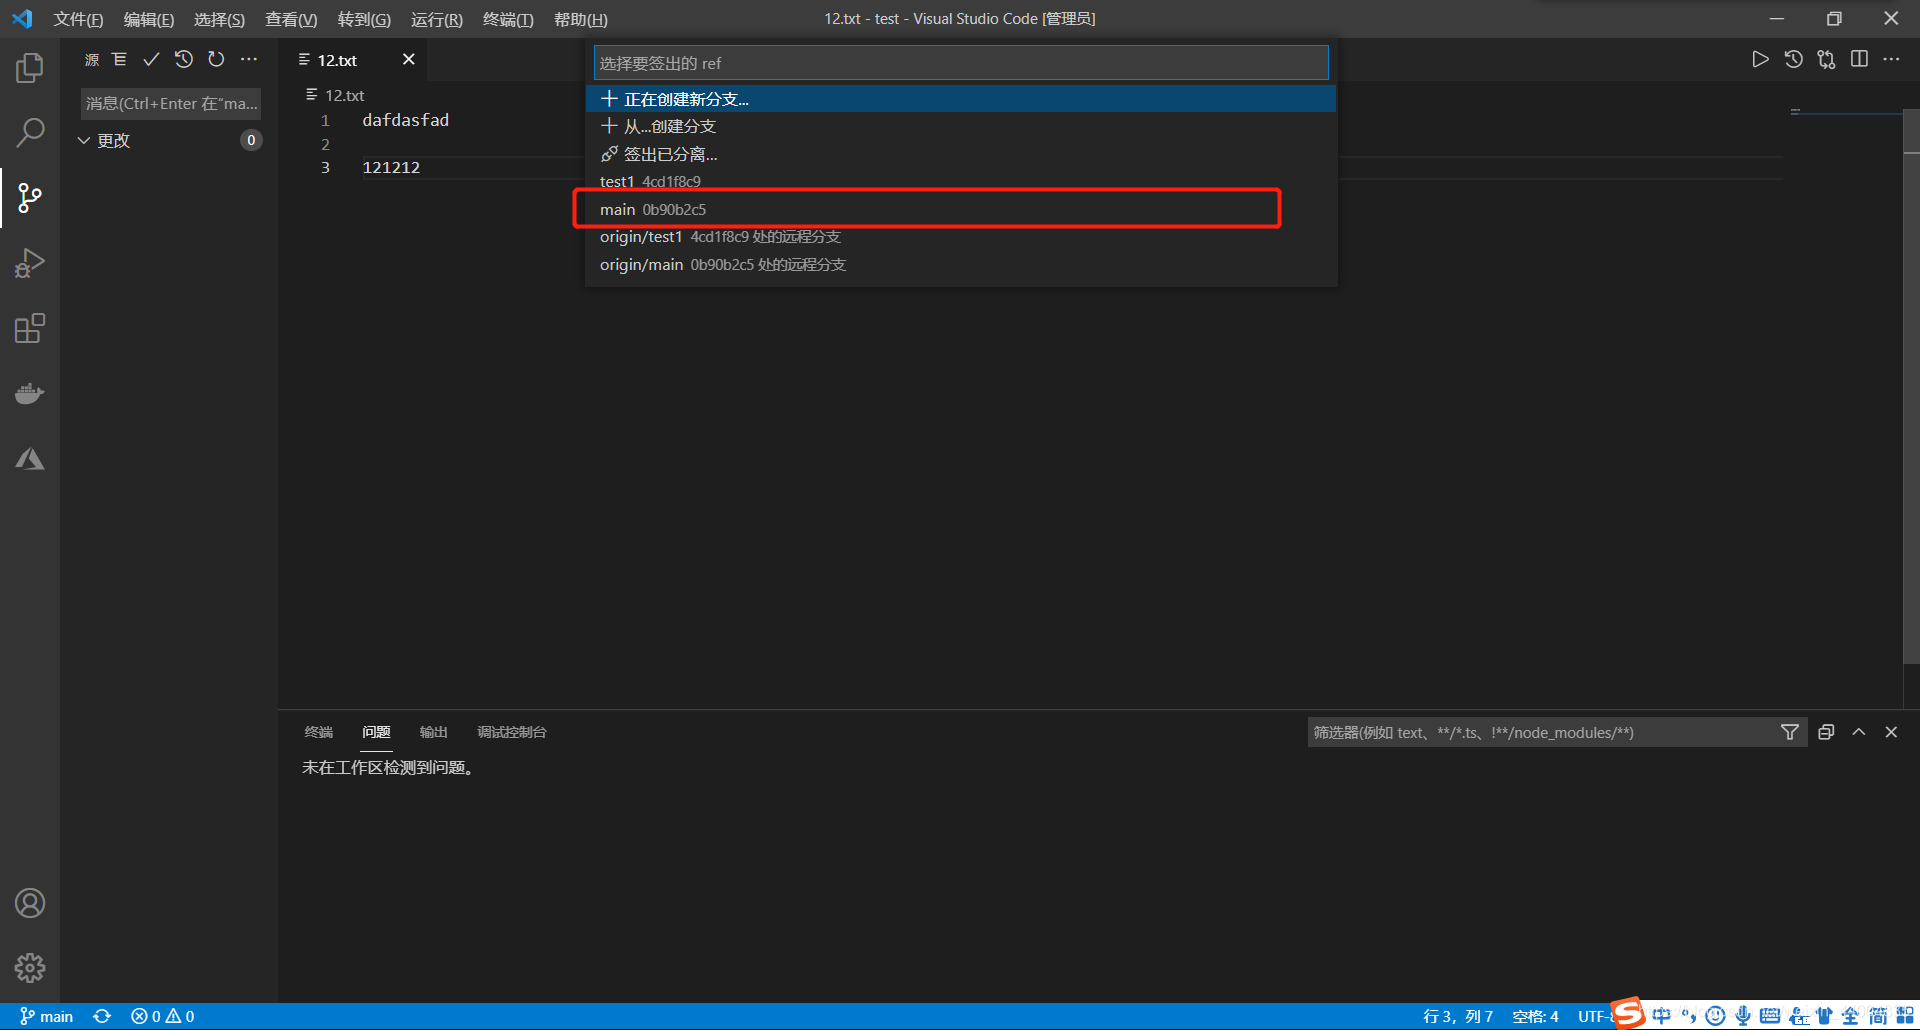 文件(F) 编辑(E) 选择(S) 查看(V) 转到(G) 运行(R) 终端(T) 帮助(H)
12.txt - test - Visual Studio Code [管理员]
源
12.txt
选择要签出的 ref
消息(Ctrl+Enter 在“ma...
更改 0
12.txt
1 dafdasfad
2
3 121212
正在创建新分支...
从...创建分支
签出已分离...
test1 4cd1f8c9
main 0b90b2c5
origin/test1 4cd1f8c9 处的远程分支
origin/main 0b90b2c5 处的远程分支
终端 问题 输出 调试控制台
筛选器(例如 text、**/*.ts、!**/node_modules/**)
未在工作区检测到问题。
main 0 0
行 3，列 7 空格: 4 UTF-8
中
全 简